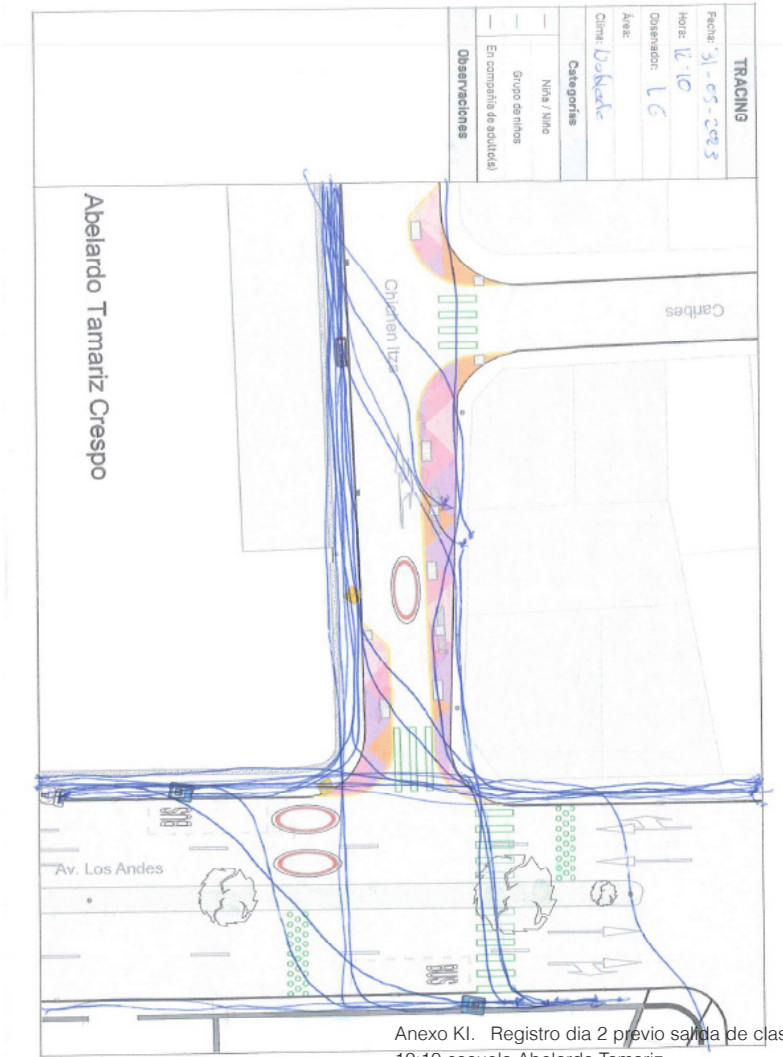 TRACING
Fecha: 31-05-2023
Hora: 12:10
Observador: L G
Área:
Clima: Nublado
Categorías
Niña / Niño
Grupo de niños
En compañía de adulto(s)
Observaciones
Caribes
Chichen Itza
Abelardo Tamariz Crespo
BUS
Av. Los Andes
BUS
Anexo KI. Registro dia 2 previo salida de clas
12:10 escuela Abelardo Tamariz